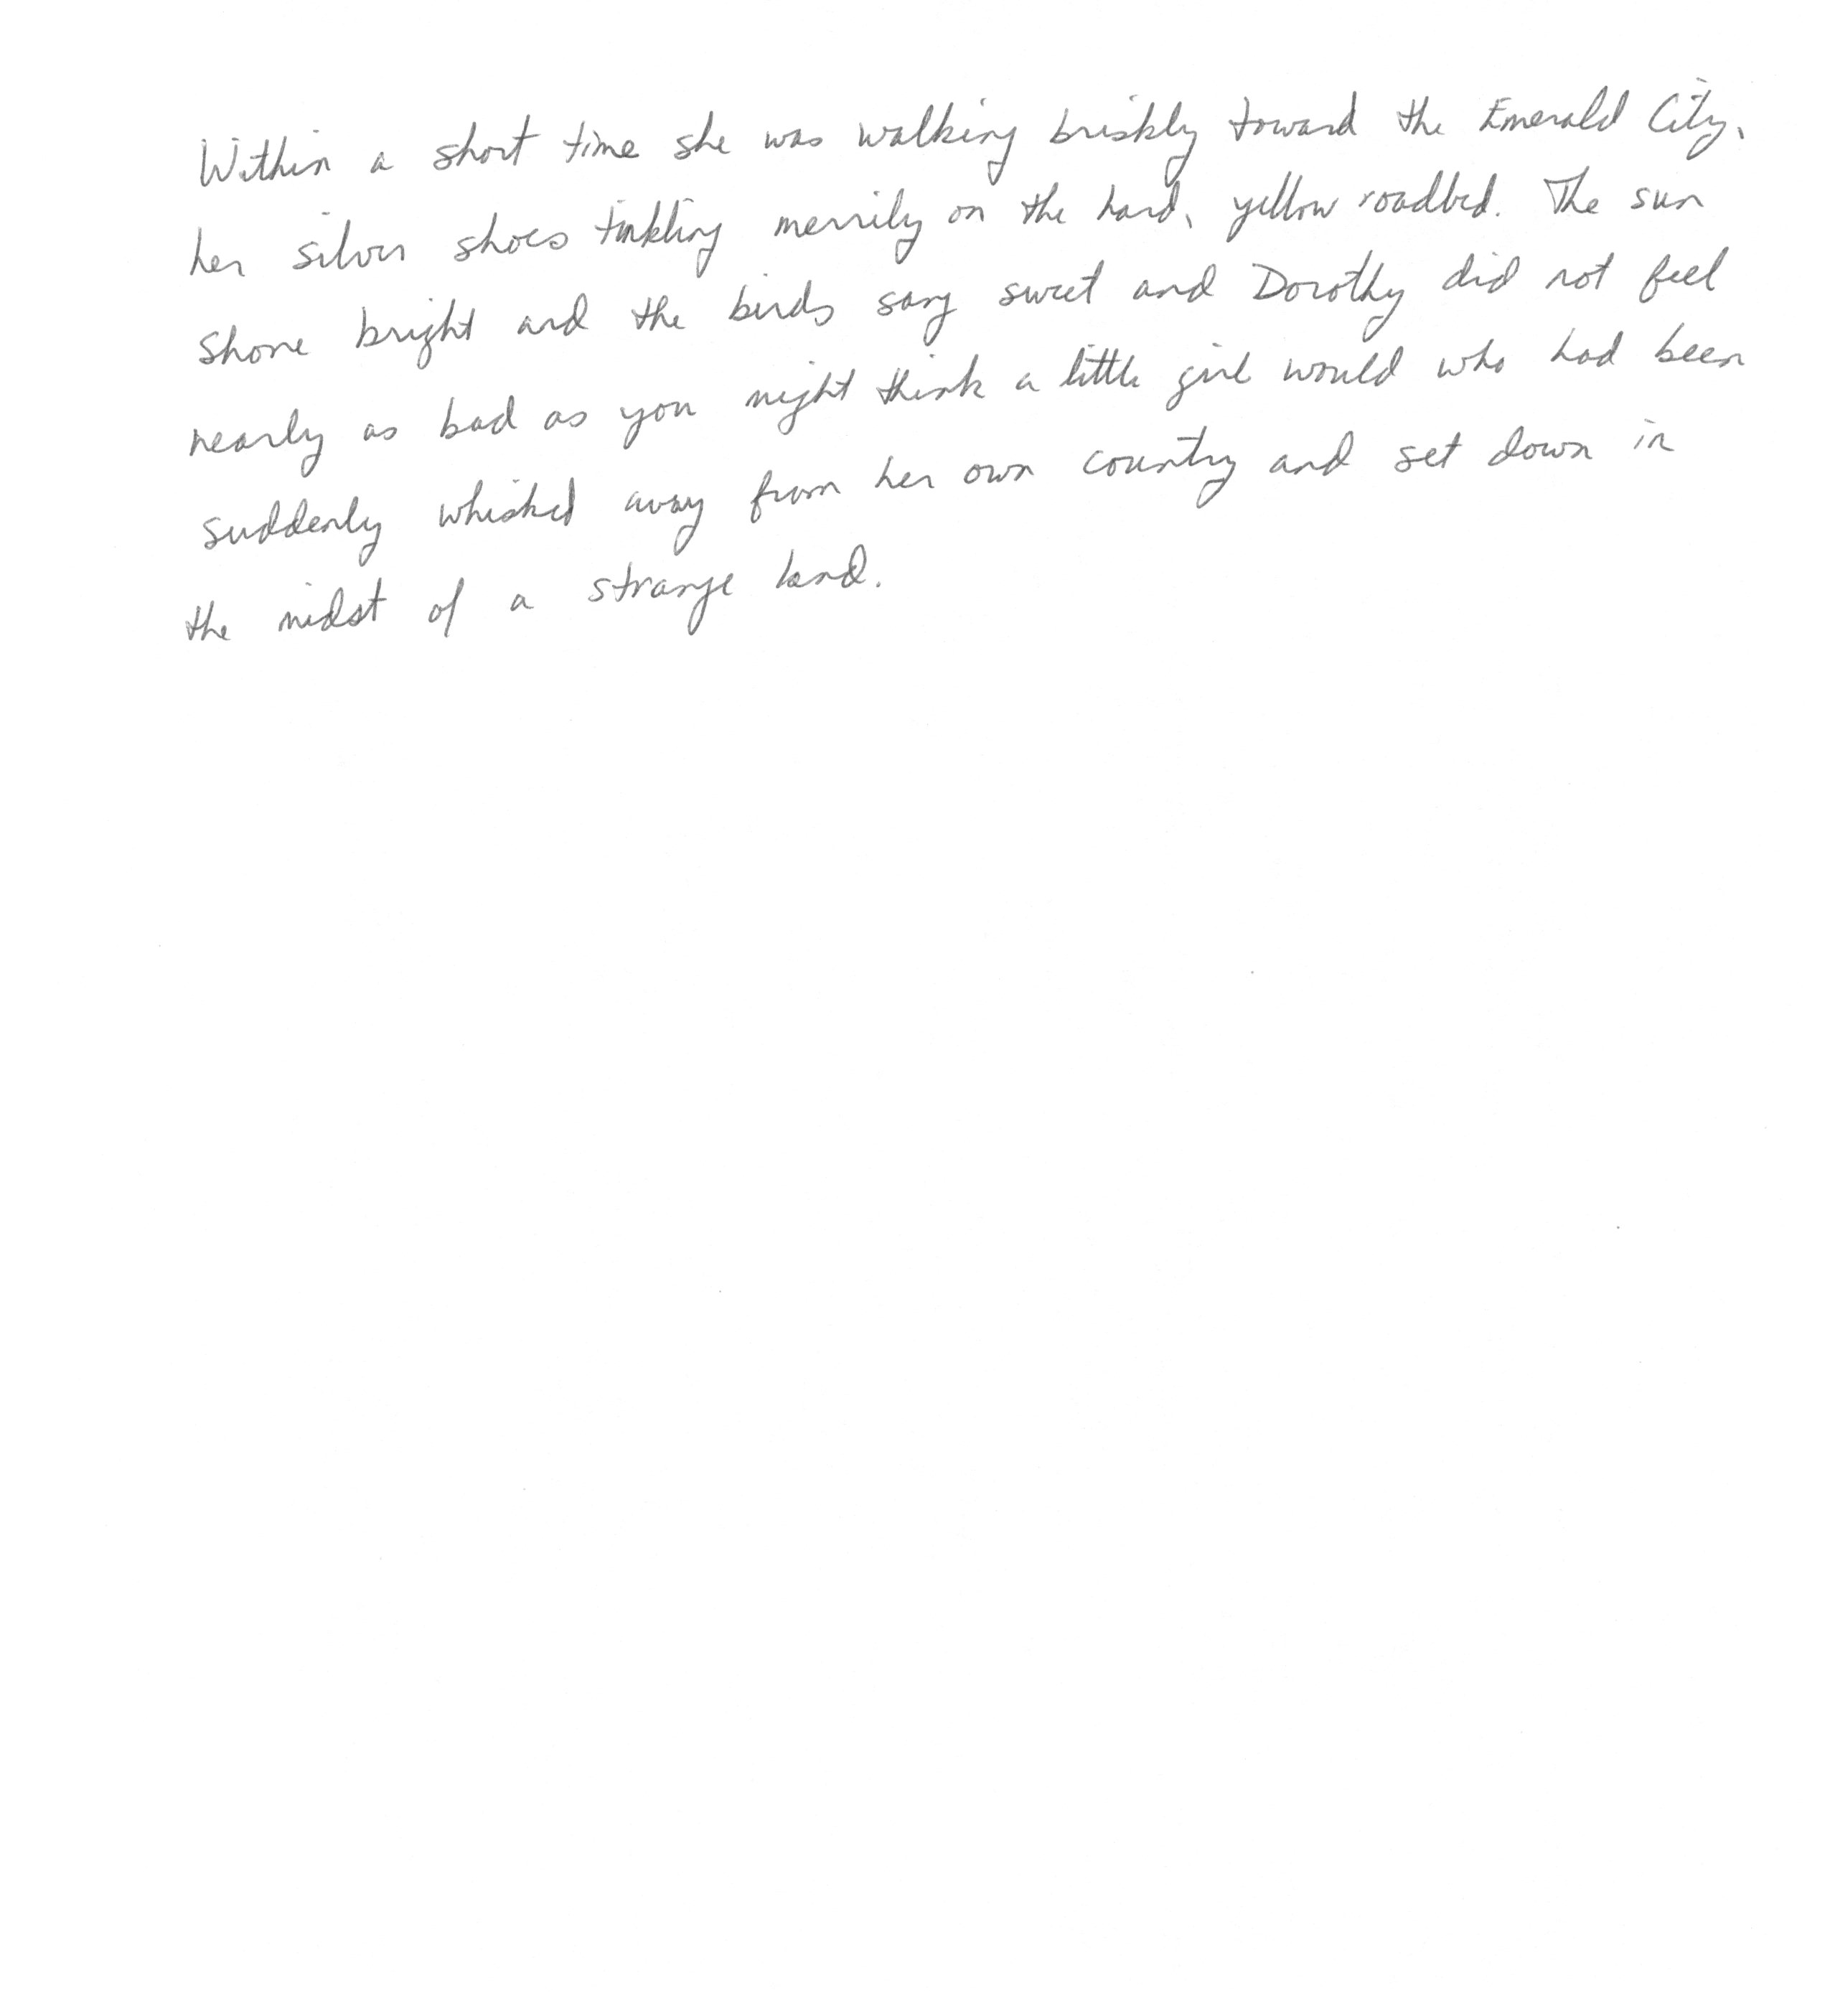 Within a short time she was walking briskly toward the Emerald City,
her silver shoes tinkling merrily on the hard, yellow roadbed. The sun
shone bright and the birds sang sweet and Dorothy did not feel
nearly as bad as you might think a little girl would who had been
suddenly whisked away from her own country and set down in
the midst of a strange land.